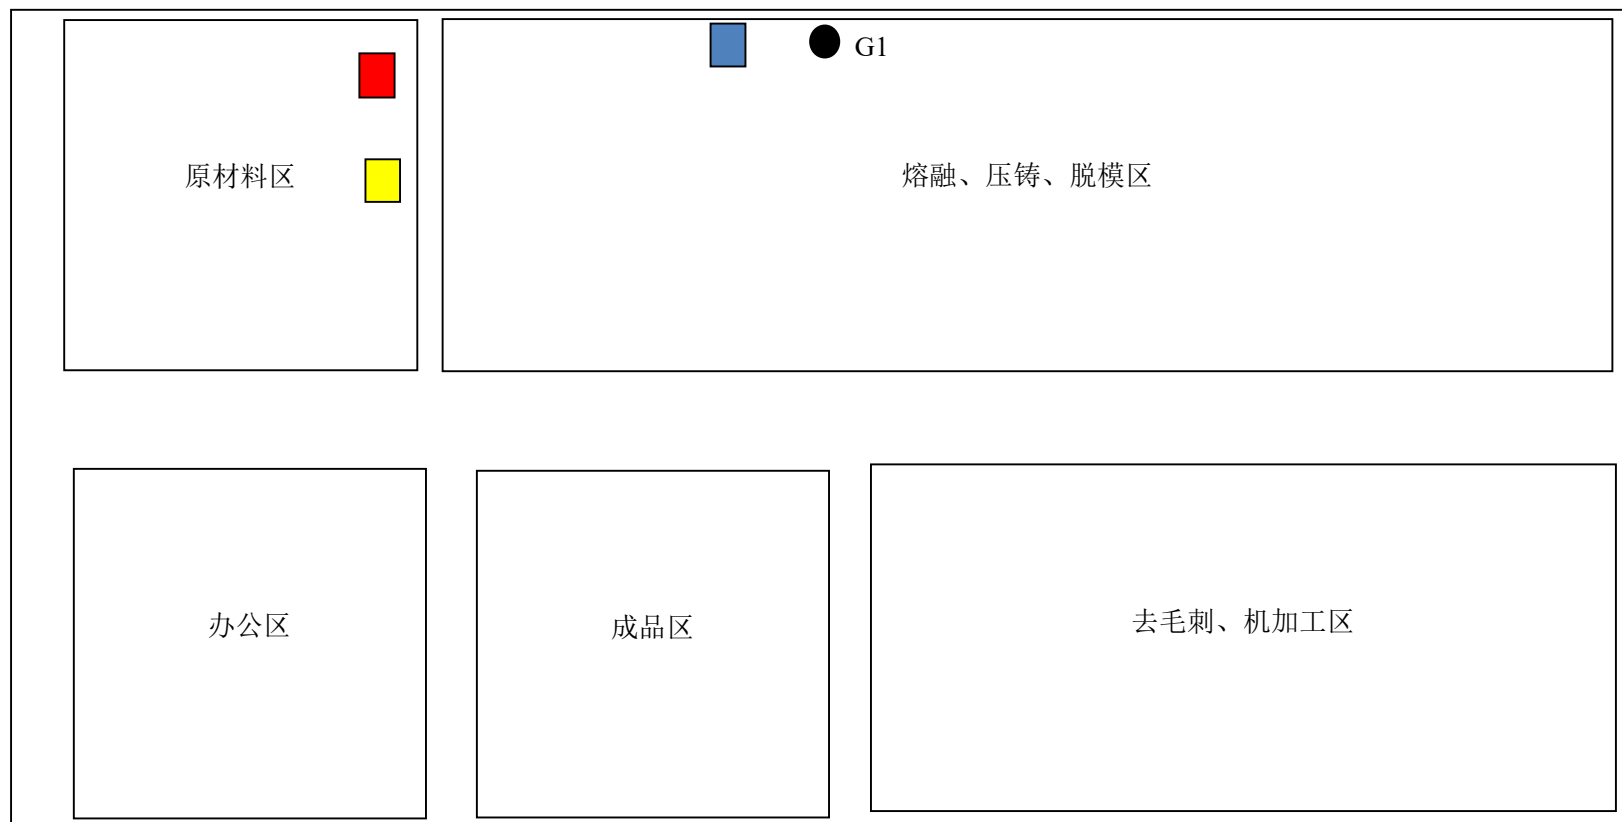 G1
原材料区
熔融、压铸、脱模区
办公区
成品区
去毛刺、机加工区